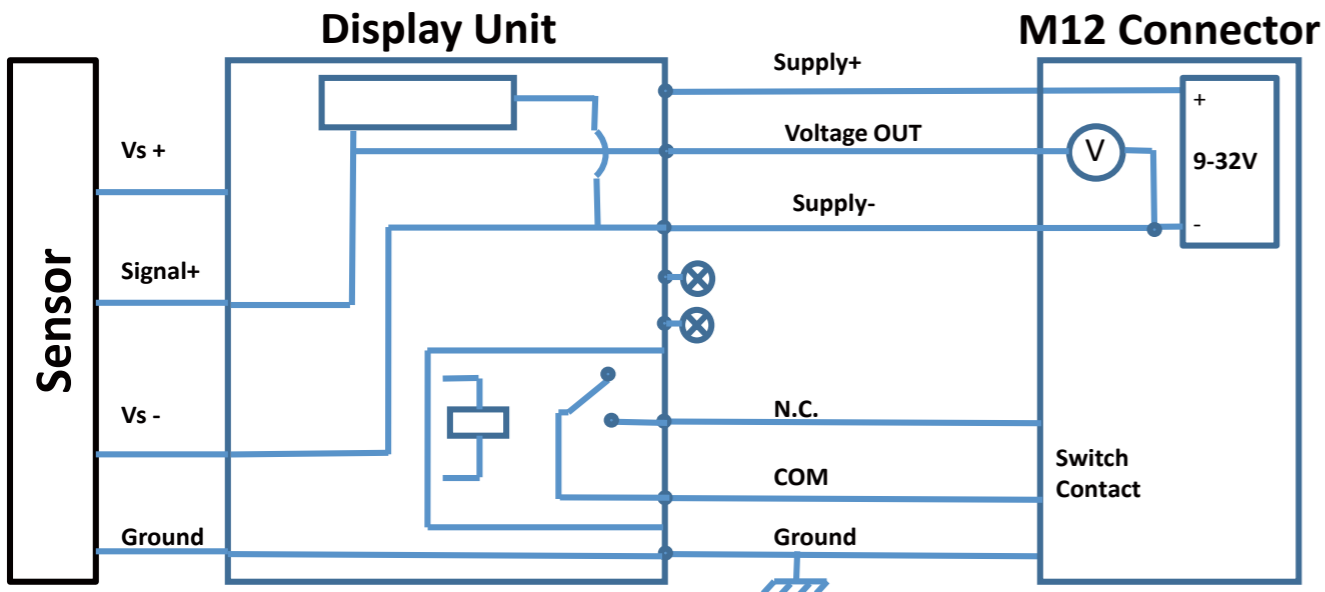 Display Unit
M12 Connector
Sensor
Vs +
Signal+
Vs -
Ground
Supply+
Voltage OUT
Supply-
N.C.
COM
Ground
V
+
9-32V
-
Switch
Contact